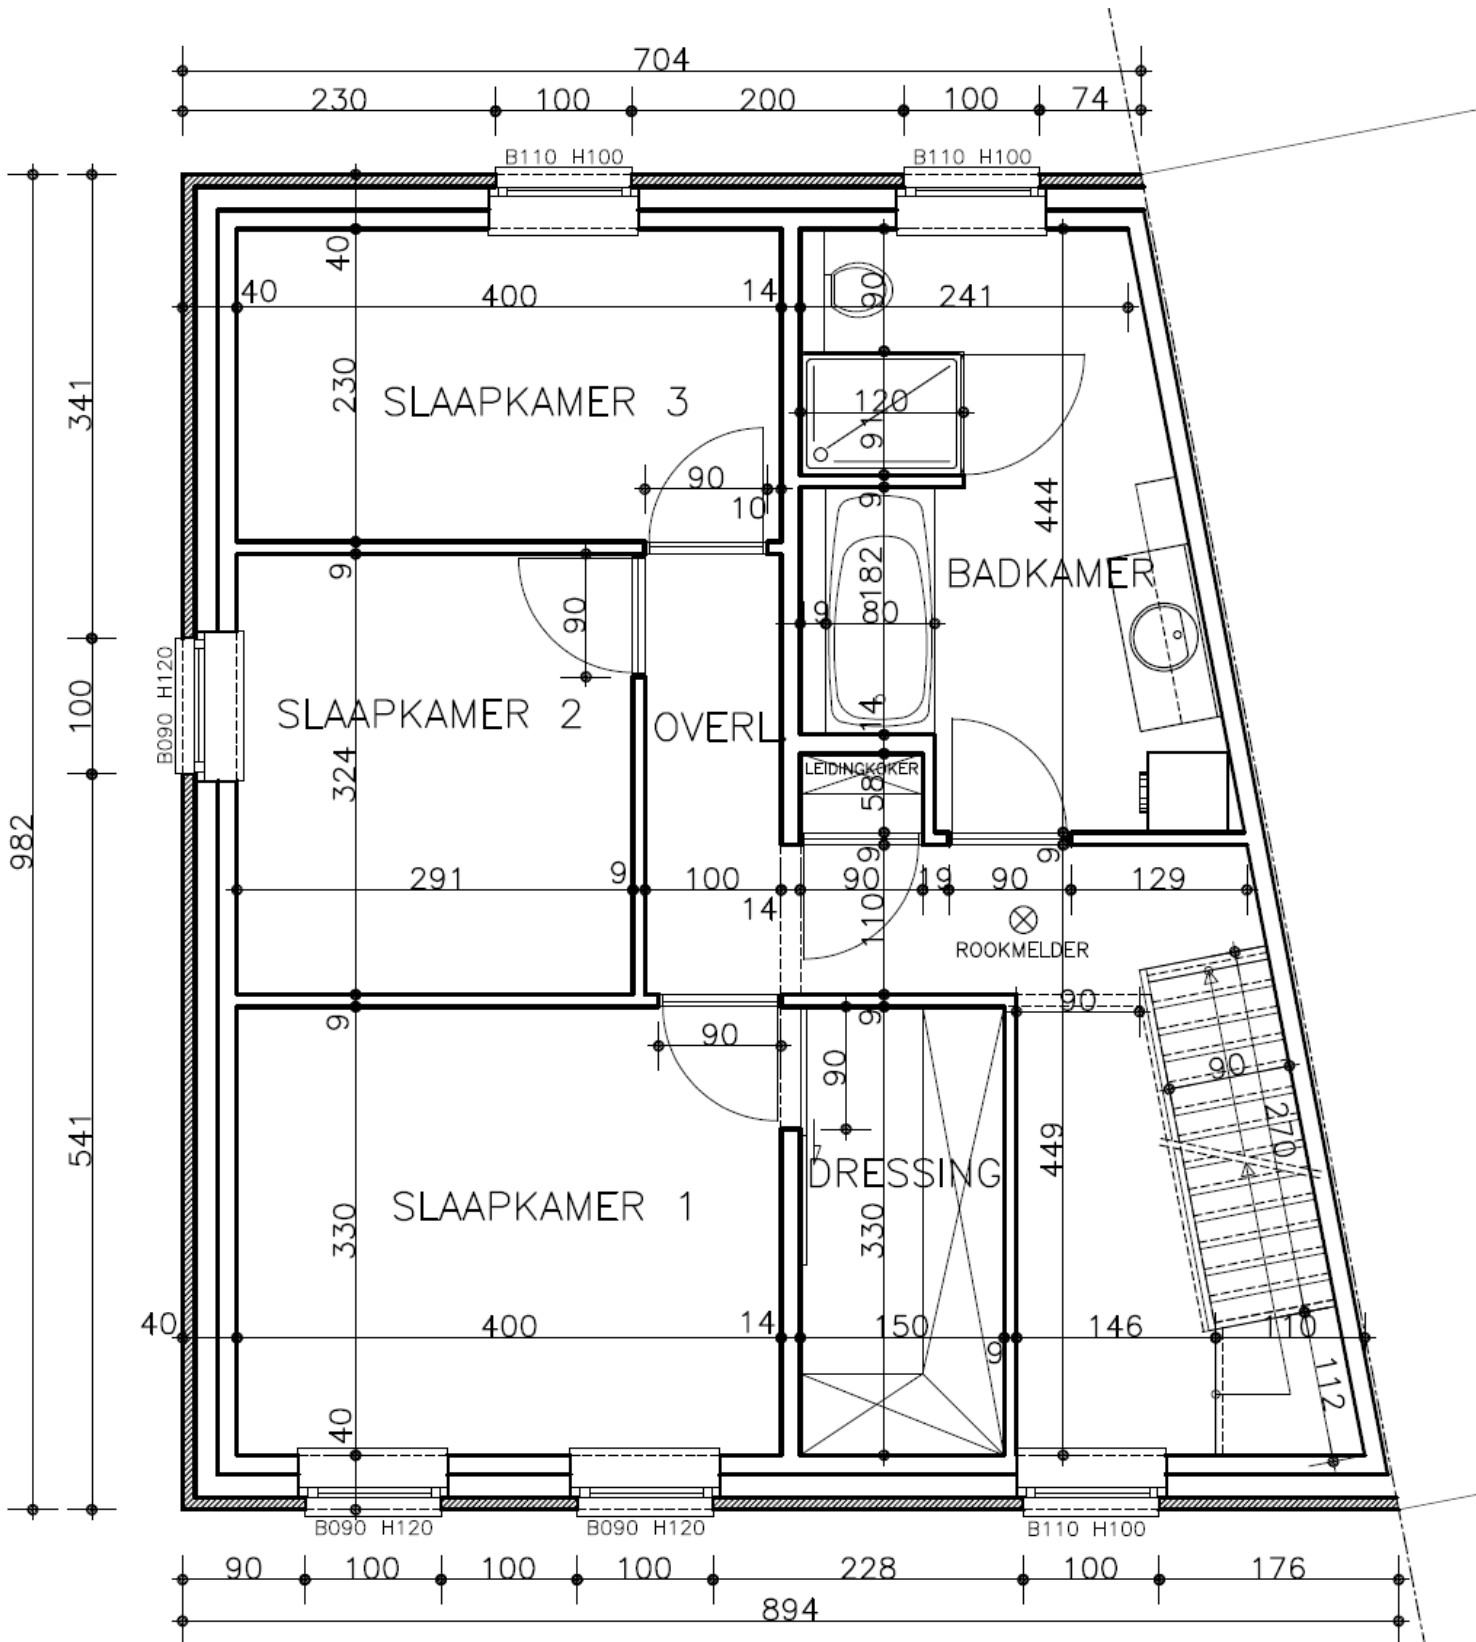 704
230 100 200 100 74
B110 H100 B110 H100
40
40 400 14 90 241
341 230 SLAAPKAMER 3 120
91
90 10 9 444
9 90 182 BADKAMER
19 80
B090 H120 100 SLAAPKAMER 2 OVERL. 14
324 LEIDINGKOKER
58
982
291 9 100 14 90 9 19 90 9 129
110 ROOKMELDER
9 90 9 90
90 90
270
541 449
DRESSING
SLAAPKAMER 1
330 330
40 400 14 150 9 146 110
112
40
B090 H120 B090 H120 B110 H100
90 100 100 100 228 100 176
894